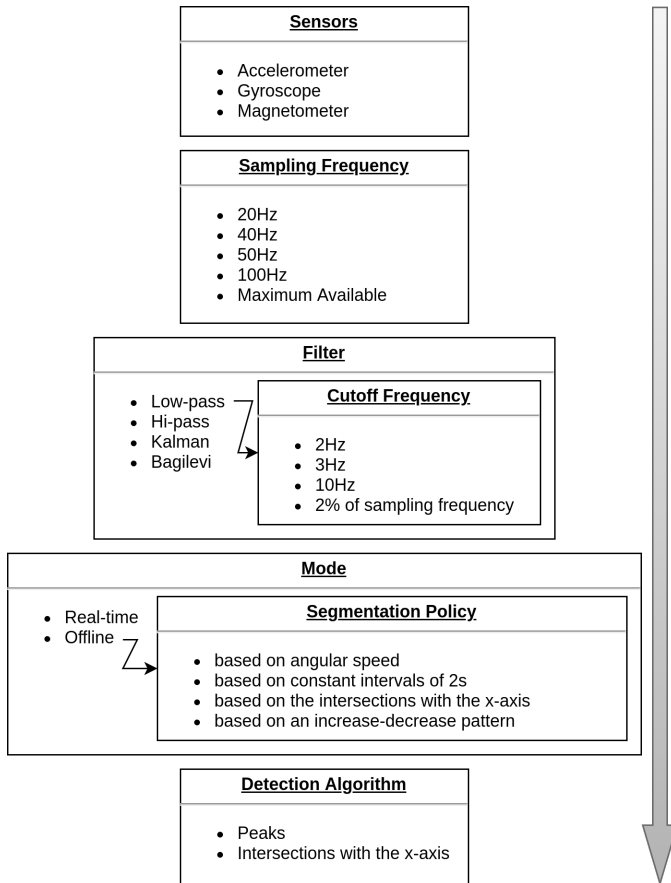 Sensors
Accelerometer
Gyroscope
Magnetometer
Sampling Frequency
20Hz
40Hz
50Hz
100Hz
Maximum Available
Filter
Low-pass
Hi-pass
Kalman
Bagilevi
Cutoff Frequency
2Hz
3Hz
10Hz
2% of sampling frequency
Mode
Real-time
Offline
Segmentation Policy
based on angular speed
based on constant intervals of 2s
based on the intersections with the x-axis
based on an increase-decrease pattern
Detection Algorithm
Peaks
Intersections with the x-axis